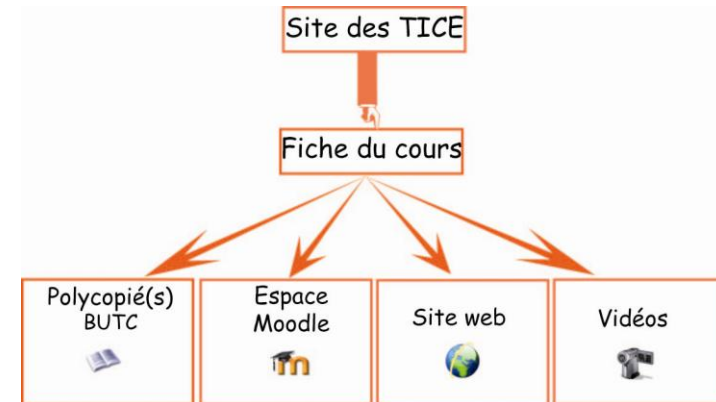 Site des TICE
Fiche du cours
Polycopié(s)
BUTC
Espace
Moodle
Site web
Vidéos